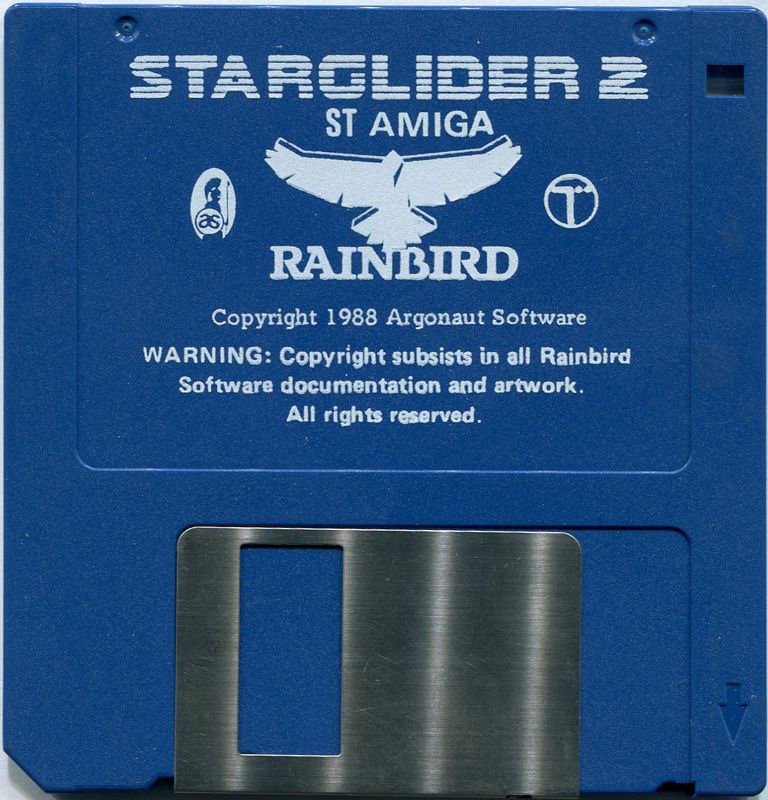 STARGLIDER 2
ST AMIGA
as
T
RAINBIRD
Copyright 1988 Argonaut Software
WARNING: Copyright subsists in all Rainbird
Software documentation and artwork.
All rights reserved.